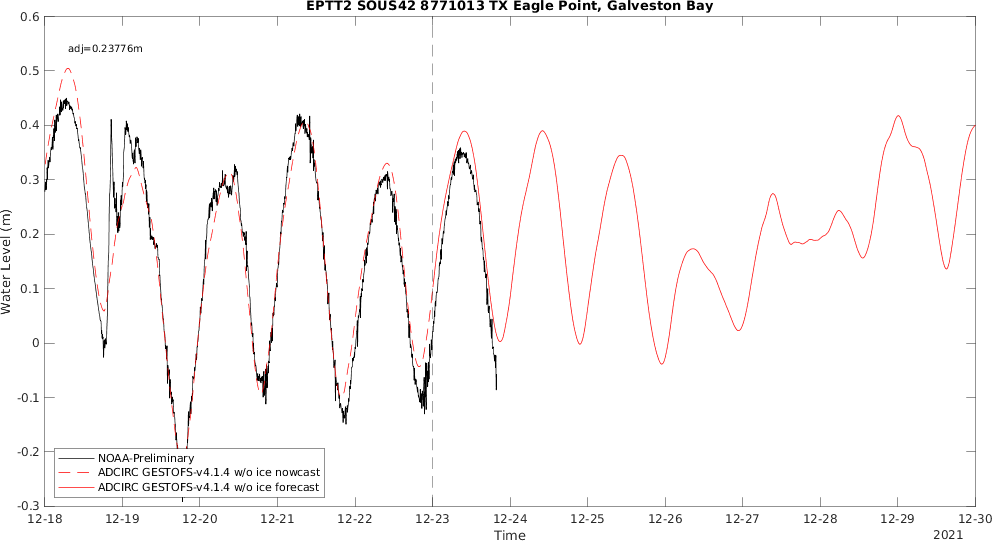 EPTT2 SOUS42 8771013 TX Eagle Point, Galveston Bay
adj=0.23776m
0.6
0.5
0.4
0.3
0.2
0.1
0
-0.1
-0.2
-0.3
Water Level (m)
NOAA-Preliminary
ADCIRC GESTOFS-v4.1.4 w/o ice nowcast
ADCIRC GESTOFS-v4.1.4 w/o ice forecast
12-18 12-19 12-20 12-21 12-22 12-23 12-24 12-25 12-26 12-27 12-28 12-29 12-30
Time
2021